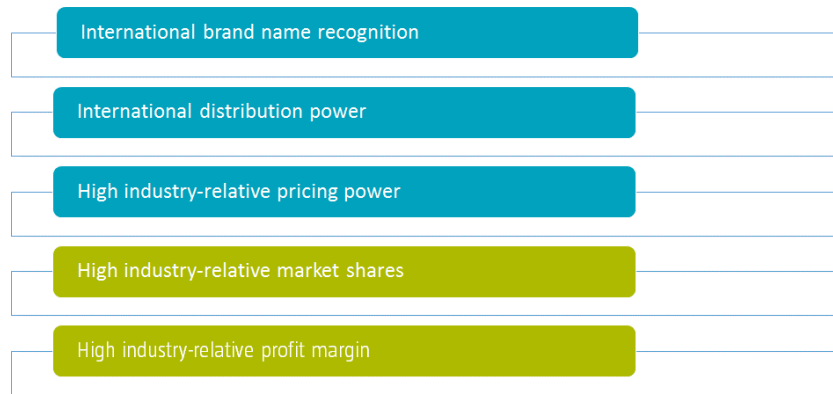 International brand name recognition
International distribution power
High industry-relative pricing power
High industry-relative market shares
High industry-relative profit margin